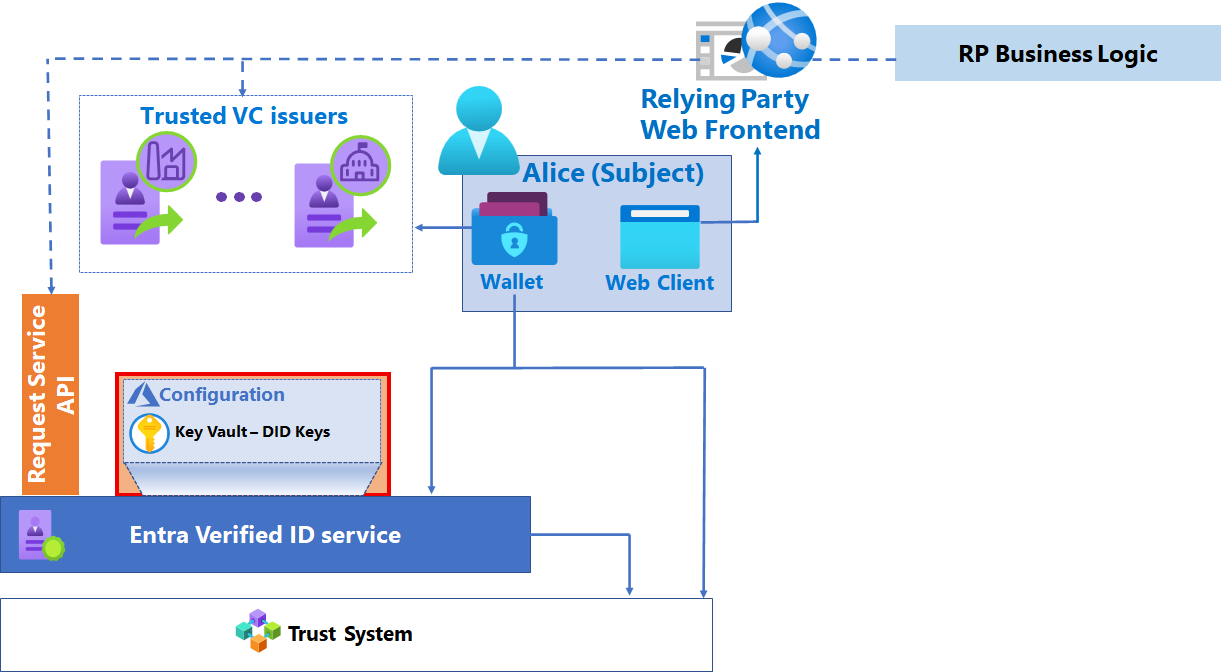 RP Business Logic
Relying Party
Web Frontend
Trusted VC issuers
Alice (Subject)
Wallet
Web Client
Request Service
API
Configuration
Key Vault – DID Keys
Entra Verified ID service
Trust System